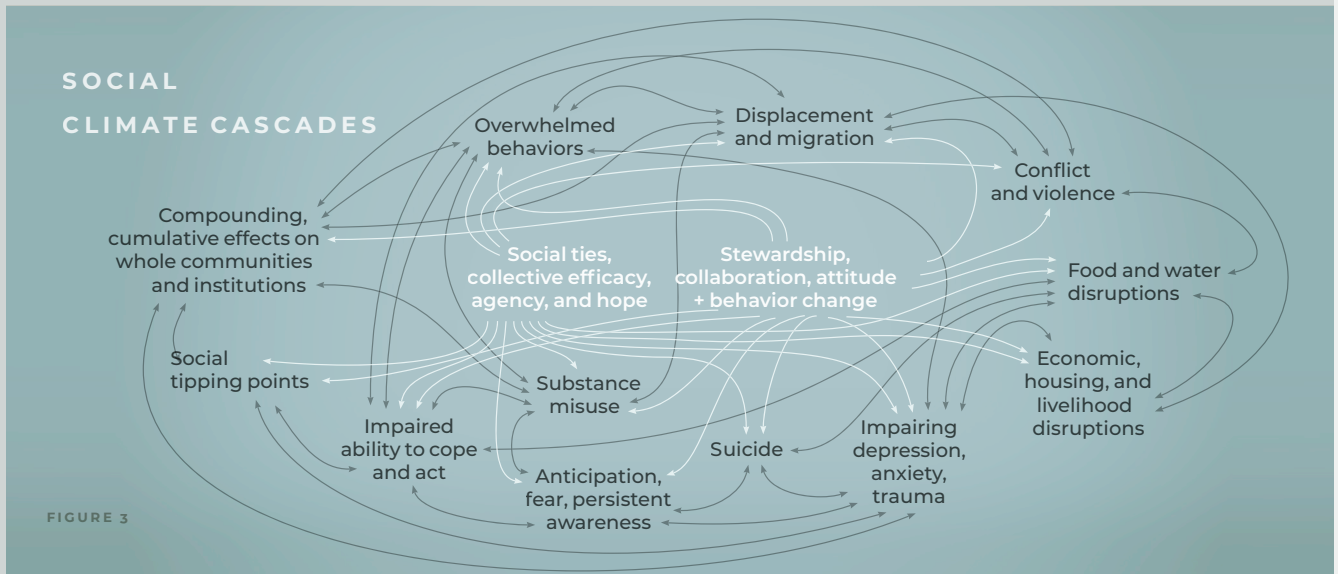 SOCIAL
CLIMATE CASCADES
Overwhelmed
behaviors
Displacement
and migration
Conflict
and violence
Compounding,
cumulative effects on
whole communities
and institutions
Social ties,
collective efficacy,
agency, and hope
Stewardship,
collaboration, attitude
+ behavior change
Food and water
disruptions
Social
tipping points
Substance
misuse
Economic,
housing, and
livelihood
disruptions
Impaired
ability to cope
and act
Anticipation,
fear, persistent
awareness
Suicide
Impairing
depression,
anxiety,
trauma
FIGURE 3